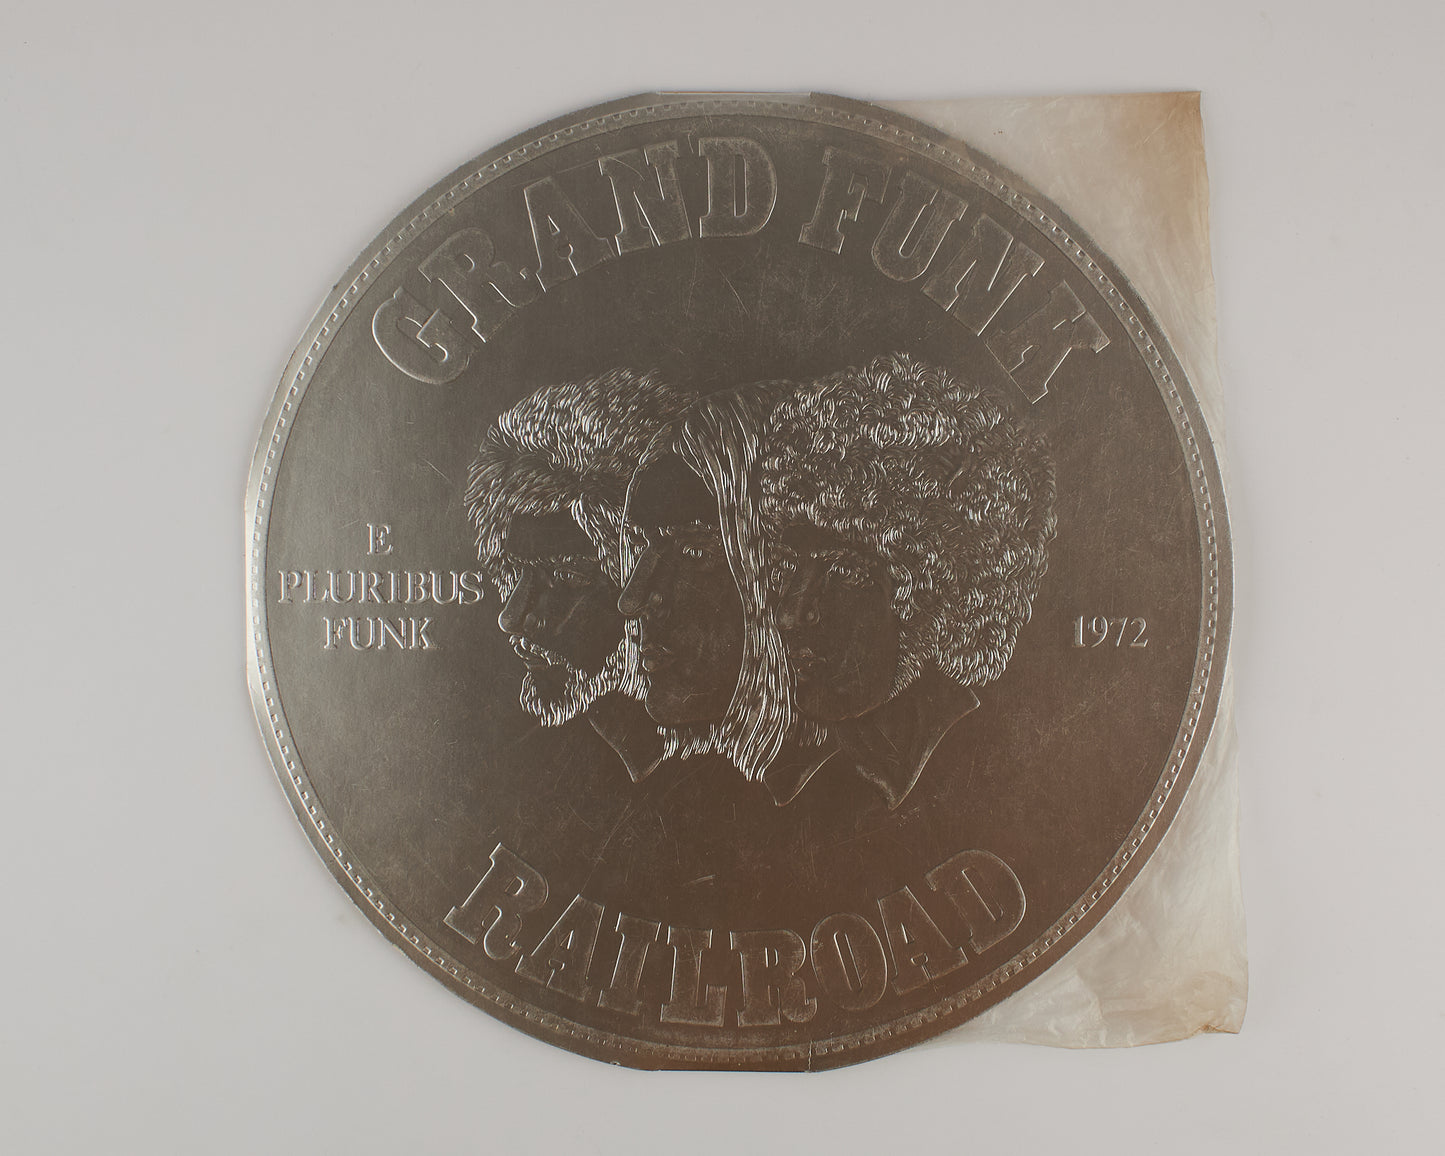 GRAND FUNK
E
PLURIBUS
FUNK
1972
RAILROAD